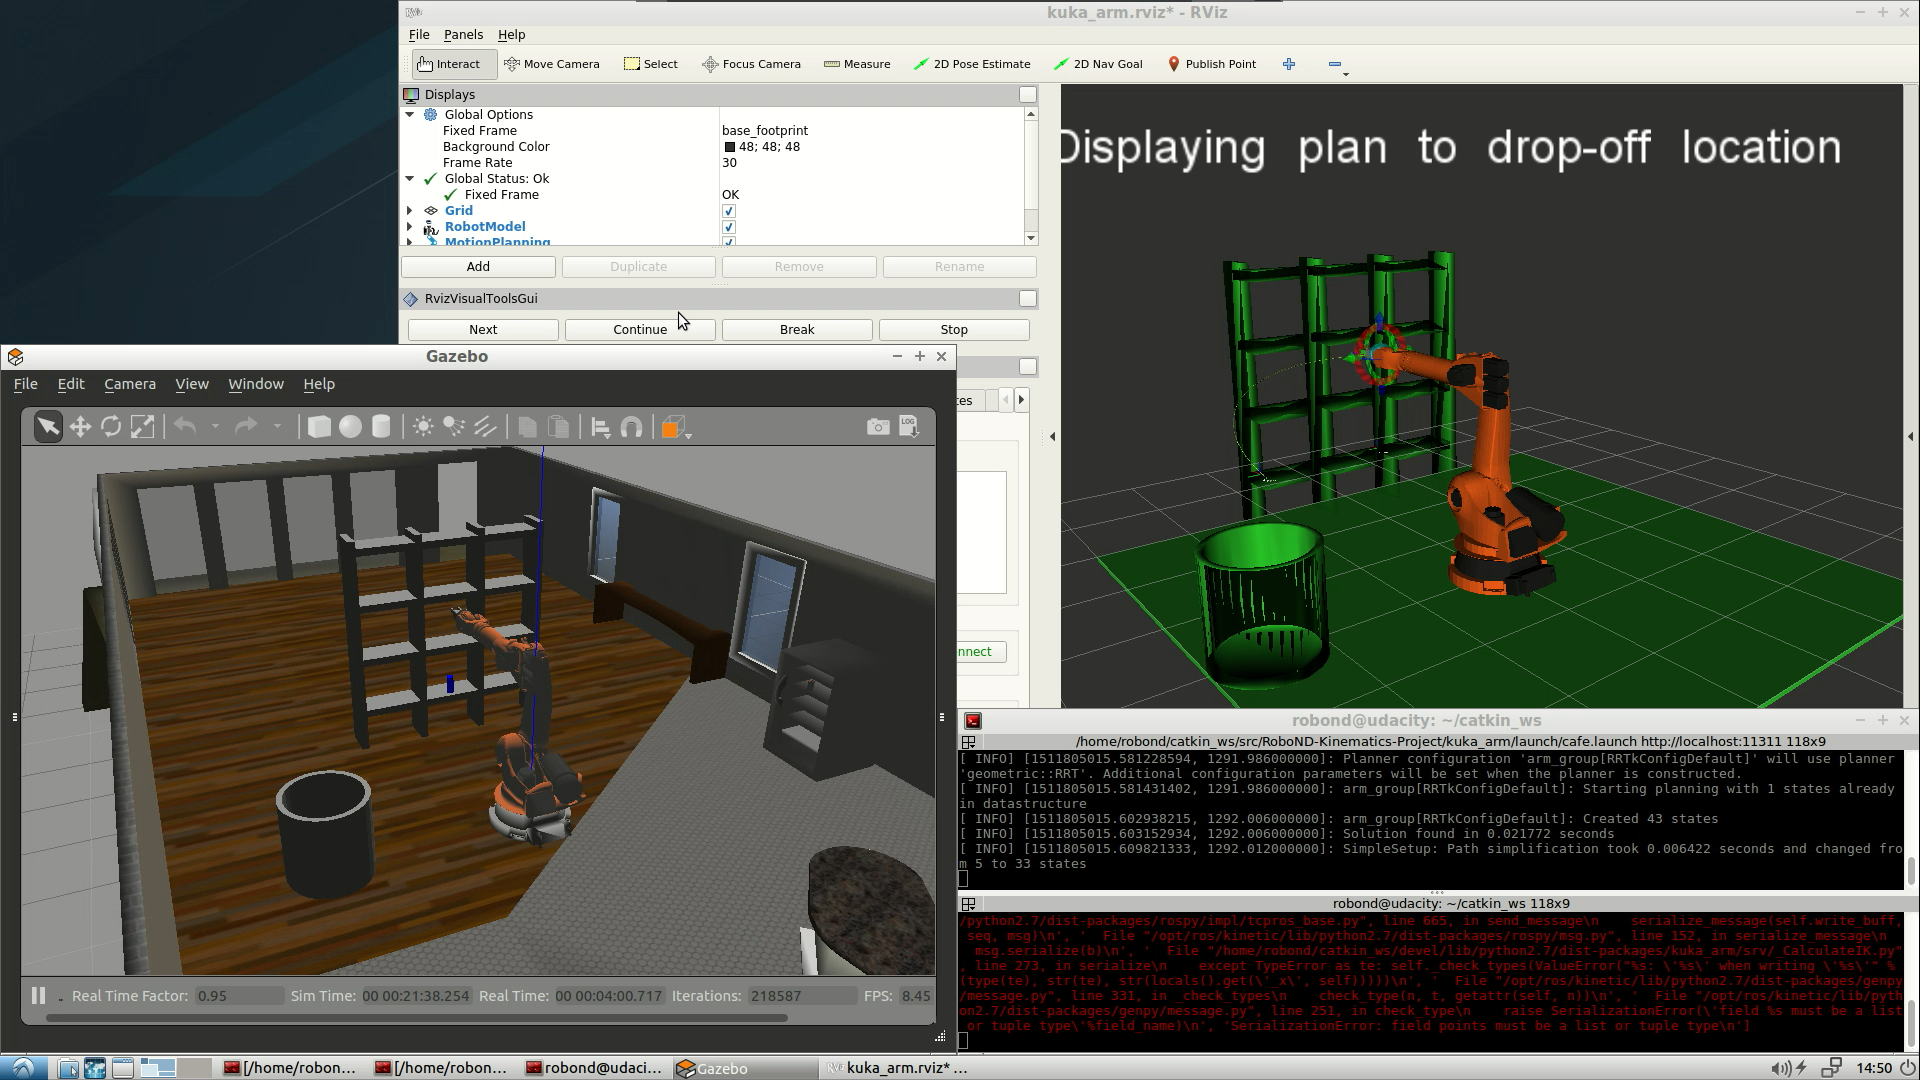 kuka_arm.rviz* - RViz
File Panels Help
Interact Move Camera Select Focus Camera Measure 2D Pose Estimate 2D Nav Goal Publish Point
Displays
Global Options
Fixed Frame base_footprint
Background Color 48; 48; 48
Frame Rate 30
Global Status: Ok
Fixed Frame OK
Grid
RobotModel
MotionPlanning
Add Duplicate Remove Rename
RvizVisualToolsGui
Next Continue Break Stop
Displaying plan to drop-off location
Gazebo
File Edit Camera View Window Help
LOG
Real Time Factor: 0.95 Sim Time: 00 00:21:38.254 Real Time: 00 00:04:00.717 Iterations: 218587 FPS: 8.45
robond@udacity: ~/catkin_ws
/home/robond/catkin_ws/src/RoboND-Kinematics-Project/kuka_arm/launch/cafe.launch http://localhost:11311 118x9
[ INFO] [1511805015.581228594, 1291.986000000]: Planner configuration 'arm_group[RRTkConfigDefault]' will use planner
'geometric::RRT'. Additional configuration parameters will be set when the planner is constructed.
[ INFO] [1511805015.581431402, 1291.986000000]: arm_group[RRTkConfigDefault]: Starting planning with 1 states already
in datastructure
[ INFO] [1511805015.602938215, 1292.006000000]: arm_group[RRTkConfigDefault]: Created 43 states
[ INFO] [1511805015.603152934, 1292.006000000]: Solution found in 0.021772 seconds
[ INFO] [1511805015.609821333, 1292.012000000]: SimpleSetup: Path simplification took 0.006422 seconds and changed fro
m 5 to 33 states
robond@udacity: ~/catkin_ws 118x9
/python2.7/dist-packages/rospy/impl/tcpros_base.py", line 665, in send_message\n    serialize_message(self.write_buff,
 seq, msg)\n', '  File "/opt/ros/kinetic/lib/python2.7/dist-packages/rospy/msg.py", line 152, in serialize_message\n
  msg.serialize(b)\n', '  File "/home/robond/catkin_ws/devel/lib/python2.7/dist-packages/kuka_arm/srv/_CalculateIK.py"
, line 273, in serialize\n    except TypeError as te: self._check_types(ValueError("%s: \'%s\' when writing \'%s\'" %
(type(te), str(te), str(locals().get(\'_x\', self)))))\n', '  File "/opt/ros/kinetic/lib/python2.7/dist-packages/genpy
/message.py", line 331, in _check_types\n    check_type(n, t, getattr(self, n))\n', '  File "/opt/ros/kinetic/lib/pyth
on2.7/dist-packages/genpy/message.py", line 251, in check_type\n    raise SerializationError(\'field %s must be a list
 or tuple type\'%field_name)\n', 'SerializationError: field points must be a list or tuple type\n']
[/home/robon... [/home/robon... robond@udaci... Gazebo kuka_arm.rviz* ... 14:50